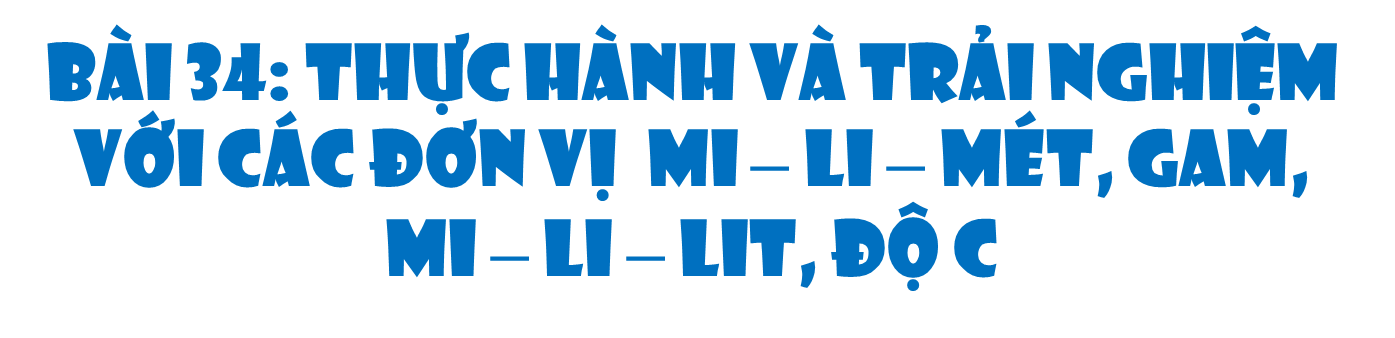 BÀI 34: THỰC HÀNH VÀ TRẢI NGHIỆM
VỚI CÁC ĐƠN VỊ MI – LI – MÉT, GAM,
MI – LI – LIT, ĐỘ C